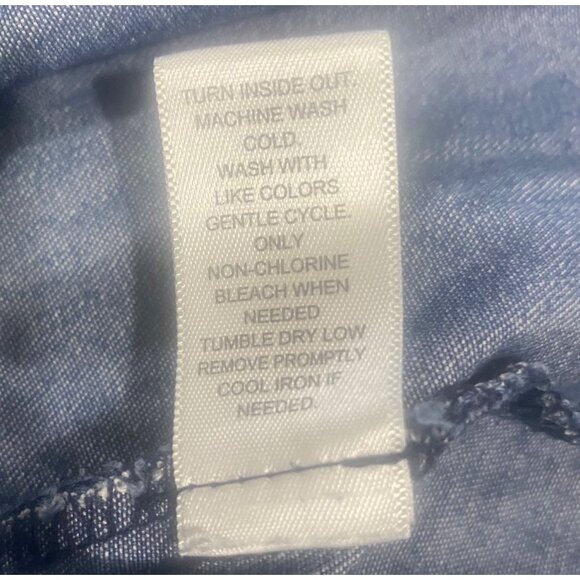 TURN INSIDE OUT.
MACHINE WASH
COLD.
WASH WITH
LIKE COLORS
GENTLE CYCLE.
ONLY
NON-CHLORINE
BLEACH WHEN
NEEDED
TUMBLE DRY LOW
REMOVE PROMPTLY
COOL IRON IF
NEEDED.